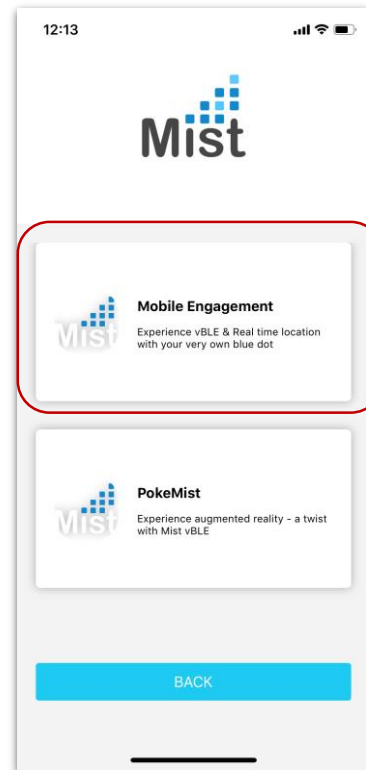 12:13
Mist
Mist
Mobile Engagement
Experience vBLE & Real time location
with your very own blue dot
Mist
PokeMist
Experience augmented reality - a twist
with Mist vBLE
BACK